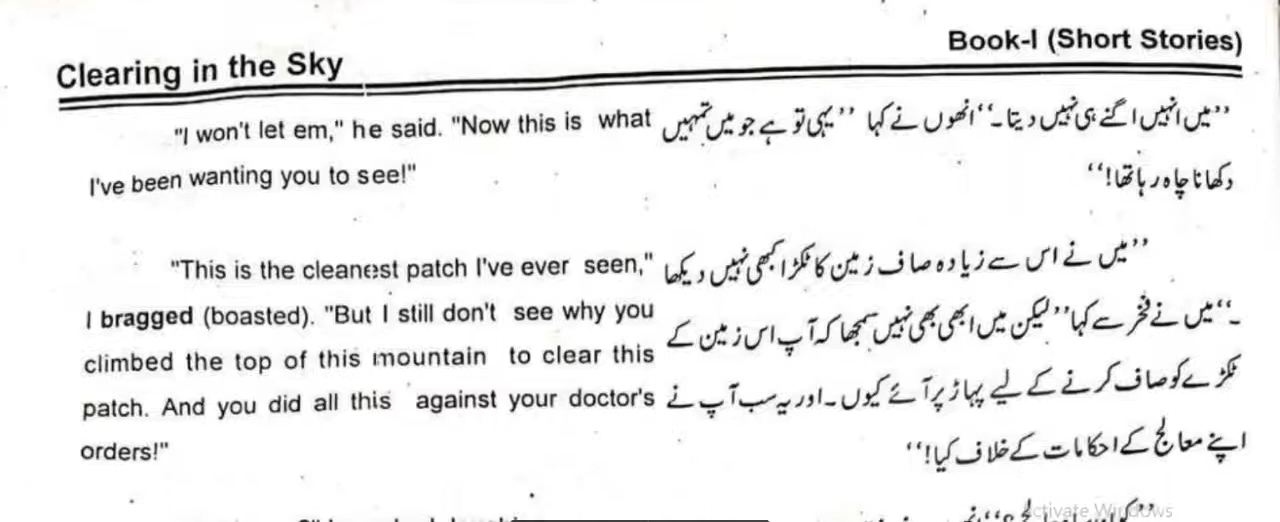 Book-I (Short Stories)
Clearing in the Sky
"I won't let em," he said. "Now this is what
I've been wanting you to see!"
"This is the cleanest patch I've ever seen,"
I bragged (boasted). "But I still don't see why you
climbed the top of this mountain to clear this
patch. And you did all this against your doctor's
orders!"
”میں انہیں اگنے ہی نہیں دیتا۔“ انھوں نے کہا ”یہی تو ہے جو میں تمہیں
دکھانا چاہ رہا تھا!“
”میں نے اس سے زیادہ صاف زمین کا ٹکڑا کبھی نہیں دیکھا
۔“ میں نے فخر سے کہا ”لیکن میں ابھی بھی نہیں سمجھا کہ آپ اس زمین کے
ٹکڑے کو صاف کرنے کے لیے پہاڑ پر آئے کیوں۔ اور یہ سب آپ نے
اپنے معالج کے احکامات کے خلاف کیا!“
Activate Windows